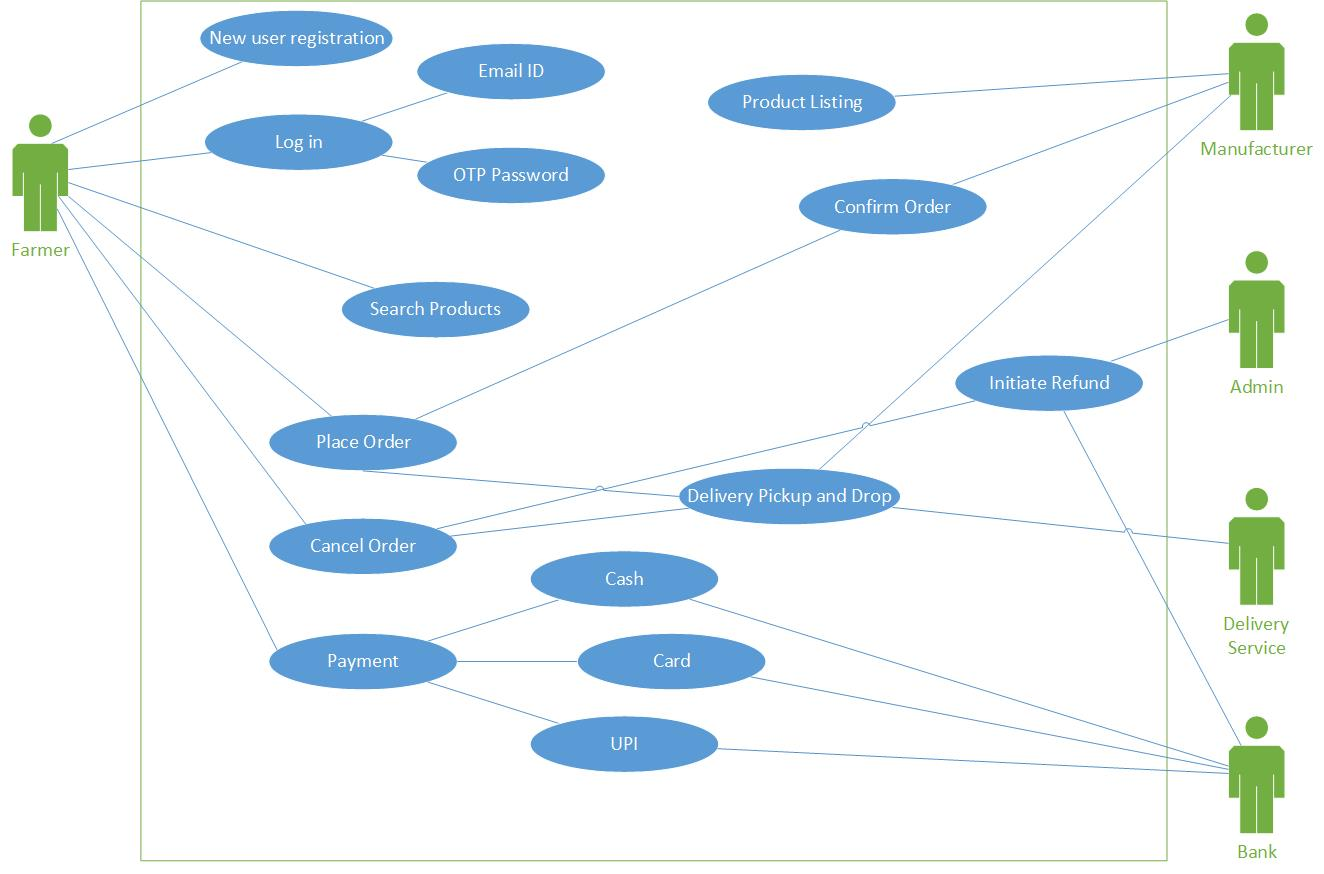 New user registration
Email ID
Product Listing
Log in
Manufacturer
OTP Password
Confirm Order
Farmer
Search Products
Initiate Refund
Admin
Place Order
Delivery Pickup and Drop
Cancel Order
Cash
Delivery
Service
Payment
Card
UPI
Bank